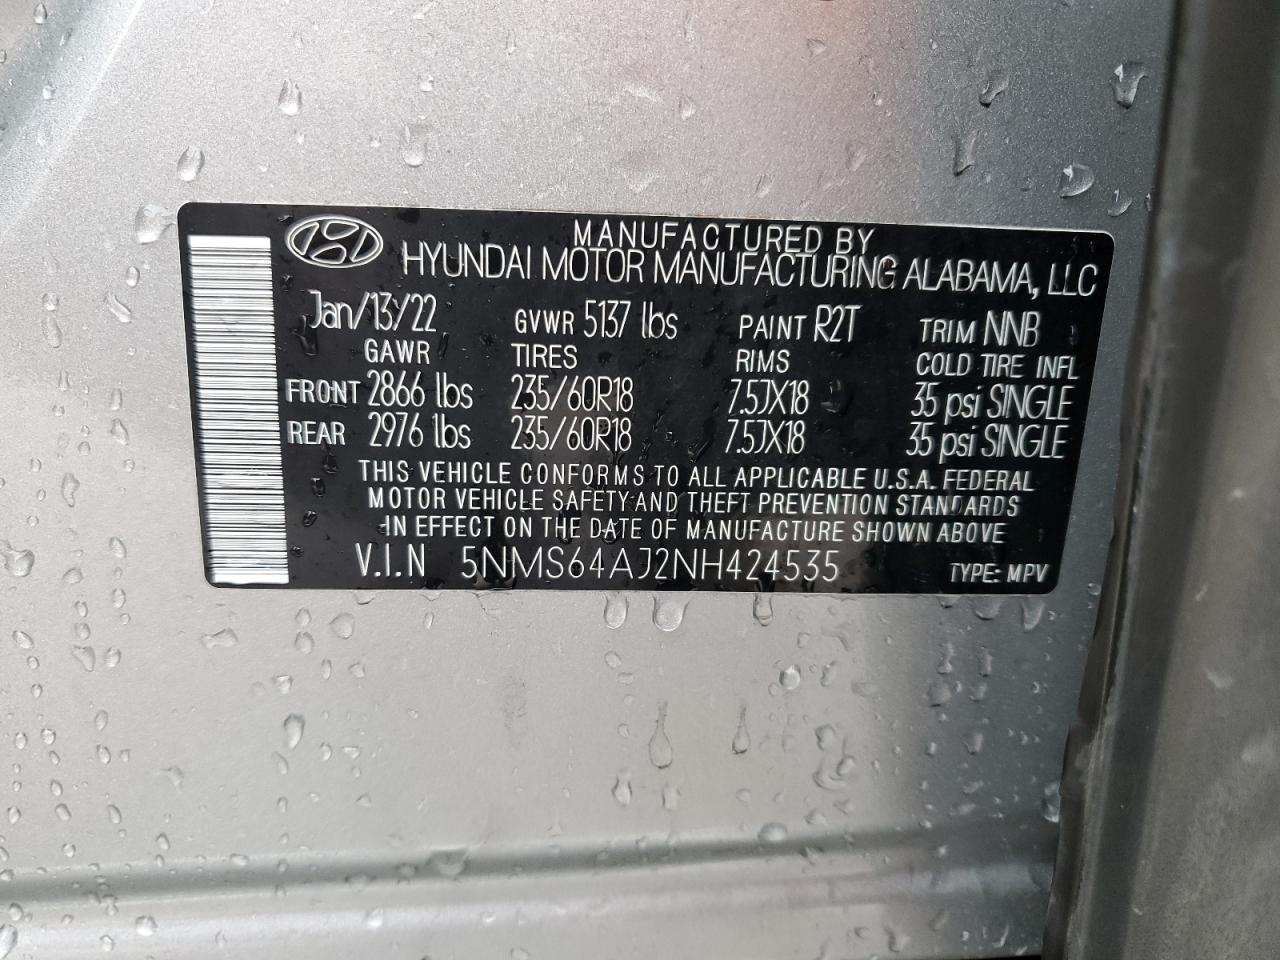 MANUFACTURED BY
HYUNDAI MOTOR MANUFACTURING ALABAMA, LLC
Jan/13/22 GVWR 5137 lbs PAINT R2T TRIM NNB
GAWR TIRES RIMS COLD TIRE INFL
FRONT 2866 lbs 235/60R18 7.5JX18 35 psi SINGLE
REAR 2976 lbs 235/60R18 7.5JX18 35 psi SINGLE
THIS VEHICLE CONFORMS TO ALL APPLICABLE U.S.A. FEDERAL
MOTOR VEHICLE SAFETY AND THEFT PREVENTION STANDARDS
IN EFFECT ON THE DATE OF MANUFACTURE SHOWN ABOVE
V.I.N 5NMS64AJ2NH424535 TYPE: MPV